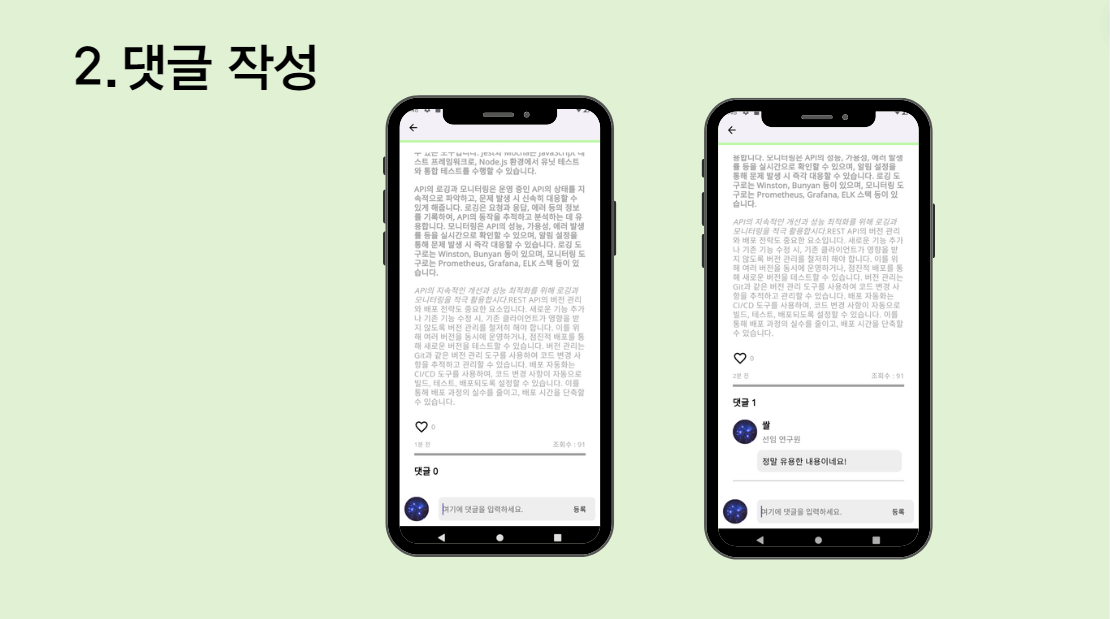 2.댓글 작성
스트 프레임워크로, Node.js 환경에서 유닛 테스트
와 통합 테스트를 수행할 수 있습니다.
API의 로깅과 모니터링은 운영 중인 API의 상태를 지
속적으로 파악하고, 문제 발생 시 신속히 대응할 수
있게 해줍니다. 로깅은 요청과 응답, 에러 등의 정보
를 기록하여, API의 동작을 추적하고 분석하는 데 유
용합니다. 모니터링은 API의 성능, 가용성, 에러 발생
률 등을 실시간으로 확인할 수 있으며, 알림 설정을
통해 문제 발생 시 즉각 대응할 수 있습니다. 로깅 도
구로는 Winston, Bunyan 등이 있으며, 모니터링 도
구로는 Prometheus, Grafana, ELK 스택 등이 있
습니다.
API의 지속적인 개선과 성능 최적화를 위해 로깅과
모니터링을 적극 활용합시다.REST API의 버전 관리
와 배포 전략도 중요한 요소입니다. 새로운 기능 추가
나 기존 기능 수정 시, 기존 클라이언트가 영향을 받
지 않도록 버전 관리를 철저히 해야 합니다. 이를 위
해 여러 버전을 동시에 운영하거나, 점진적 배포를 통
해 새로운 버전을 테스트할 수 있습니다. 버전 관리는
Git과 같은 버전 관리 도구를 사용하여 코드 변경 사
항을 추적하고 관리할 수 있습니다. 배포 자동화는
CI/CD 도구를 사용하여, 코드 변경 사항이 자동으로
빌드, 테스트, 배포되도록 설정할 수 있습니다. 이를
통해 배포 과정의 실수를 줄이고, 배포 시간을 단축할
수 있습니다.
0
1분 전 조회수 : 91
댓글 0
여기에 댓글을 입력하세요. 등록
용합니다. 모니터링은 API의 성능, 가용성, 에러 발생
률 등을 실시간으로 확인할 수 있으며, 알림 설정을
통해 문제 발생 시 즉각 대응할 수 있습니다. 로깅 도
구로는 Winston, Bunyan 등이 있으며, 모니터링 도
구로는 Prometheus, Grafana, ELK 스택 등이 있
습니다.
API의 지속적인 개선과 성능 최적화를 위해 로깅과
모니터링을 적극 활용합시다.REST API의 버전 관리
와 배포 전략도 중요한 요소입니다. 새로운 기능 추가
나 기존 기능 수정 시, 기존 클라이언트가 영향을 받
지 않도록 버전 관리를 철저히 해야 합니다. 이를 위
해 여러 버전을 동시에 운영하거나, 점진적 배포를 통
해 새로운 버전을 테스트할 수 있습니다. 버전 관리는
Git과 같은 버전 관리 도구를 사용하여 코드 변경 사
항을 추적하고 관리할 수 있습니다. 배포 자동화는
CI/CD 도구를 사용하여, 코드 변경 사항이 자동으로
빌드, 테스트, 배포되도록 설정할 수 있습니다. 이를
통해 배포 과정의 실수를 줄이고, 배포 시간을 단축할
수 있습니다.
0
2분 전 조회수 : 91
댓글 1
쌀
선임 연구원
정말 유용한 내용이네요!
여기에 댓글을 입력하세요. 등록